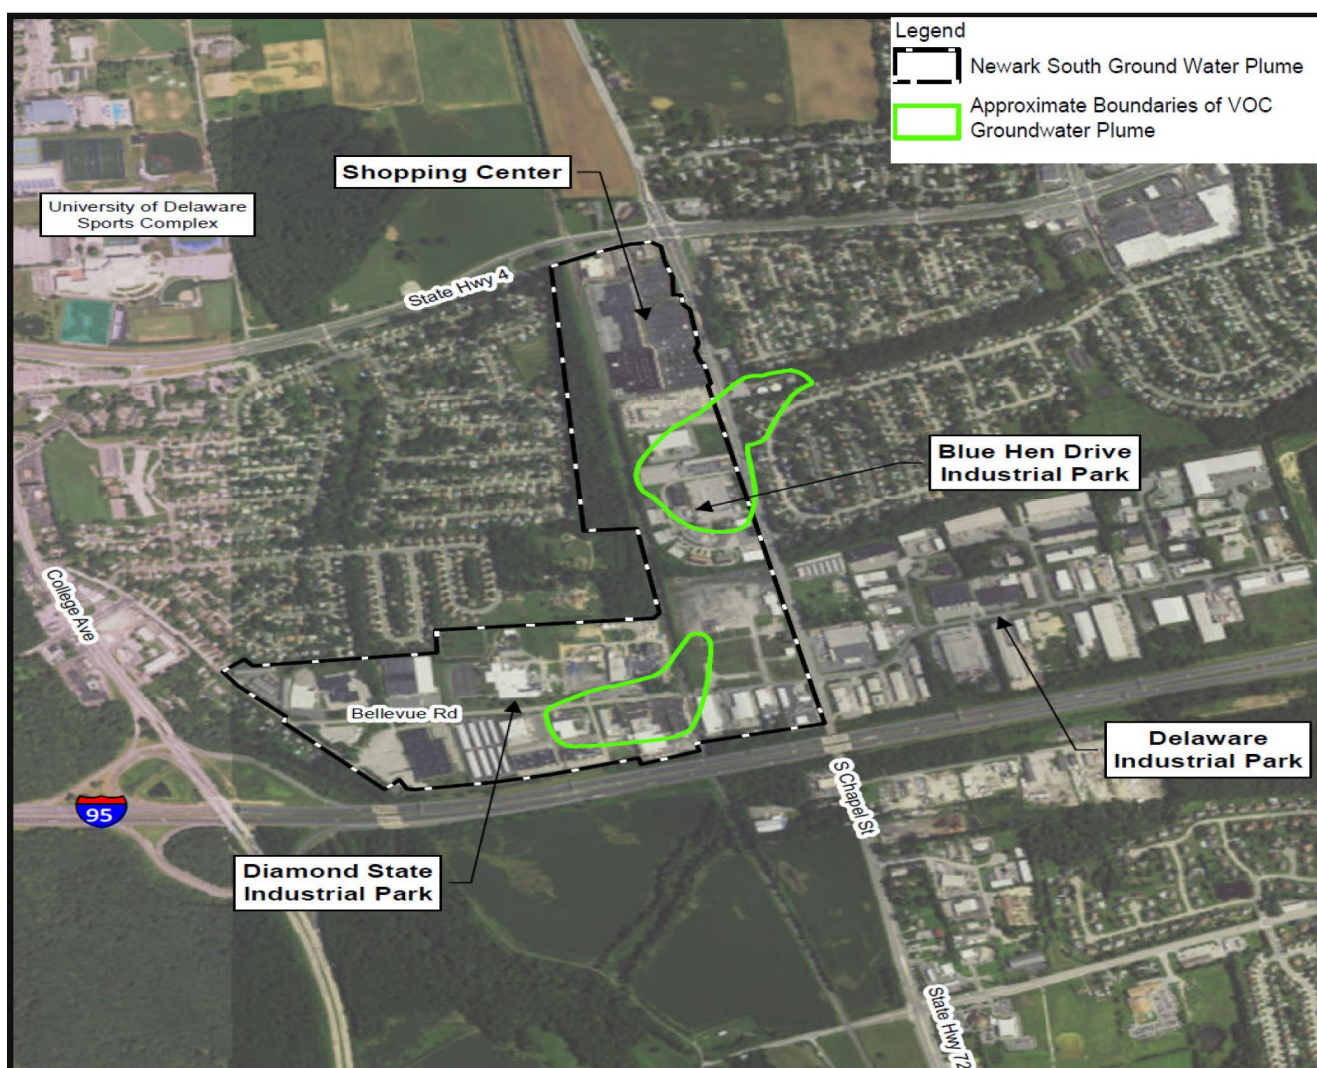 Legend
Newark South Ground Water Plume
Approximate Boundaries of VOC
Groundwater Plume
Shopping Center
University of Delaware
Sports Complex
State Hwy 4
Blue Hen Drive
Industrial Park
College Ave
Bellevue Rd
Delaware
Industrial Park
S Chapel St
95
Diamond State
Industrial Park
State Hwy 72